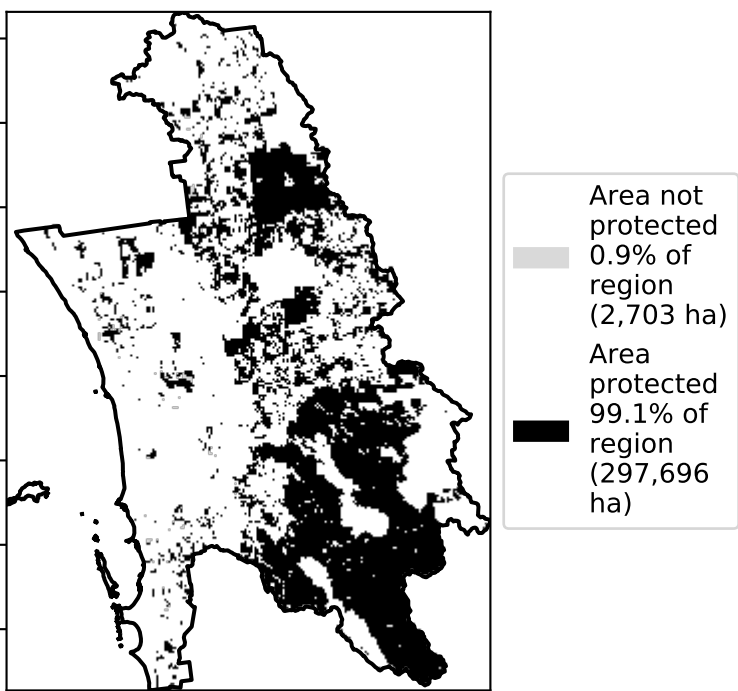 Area not
protected
0.9% of
region
(2,703 ha)
Area
protected
99.1% of
region
(297,696
ha)